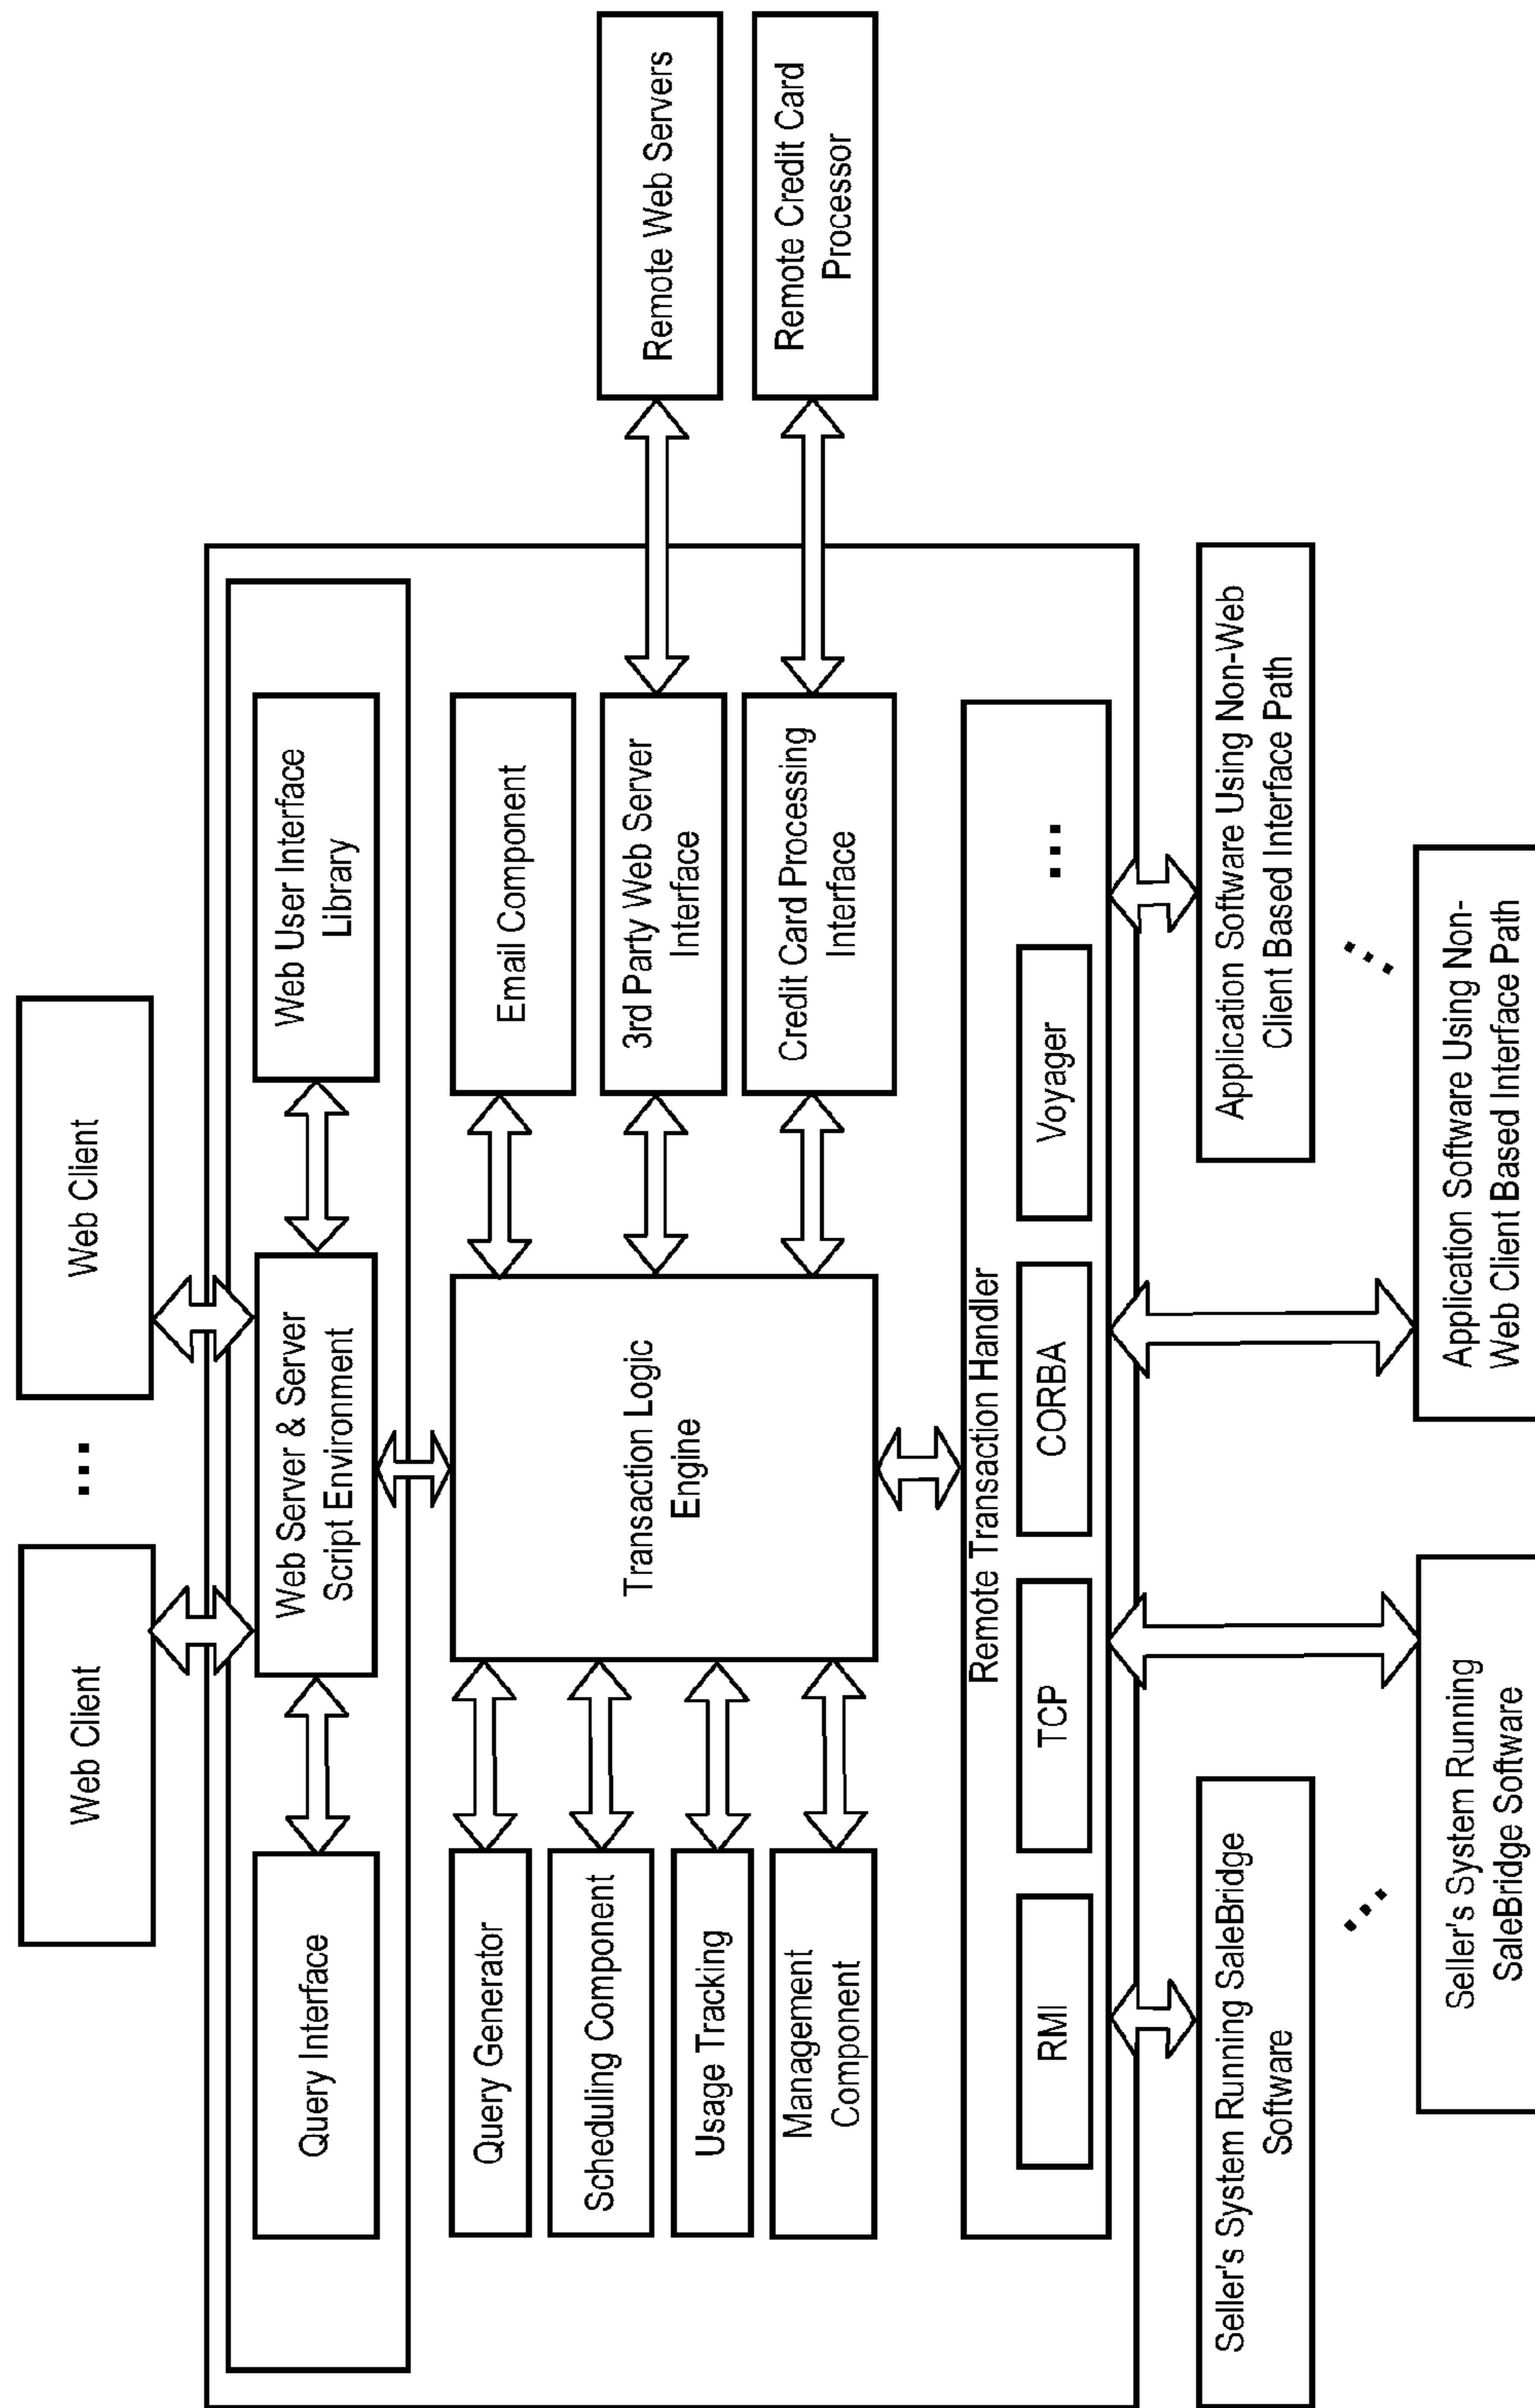 Web Client
...
Web Client
Query Interface
Web Server & Server
Script Environment
Web User Interface
Library
Query Generator
Scheduling Component
Usage Tracking
Management
Component
Transaction Logic
Engine
Email Component
3rd Party Web Server
Interface
Credit Card Processing
Interface
Remote Web Servers
Remote Credit Card
Processor
Remote Transaction Handler
RMI
TCP
CORBA
Voyager
...
Seller's System Running SaleBridge
Software
...
Seller's System Running
SaleBridge Software
Application Software Using Non-Web
Client Based Interface Path
...
Application Software Using Non-
Web Client Based Interface Path